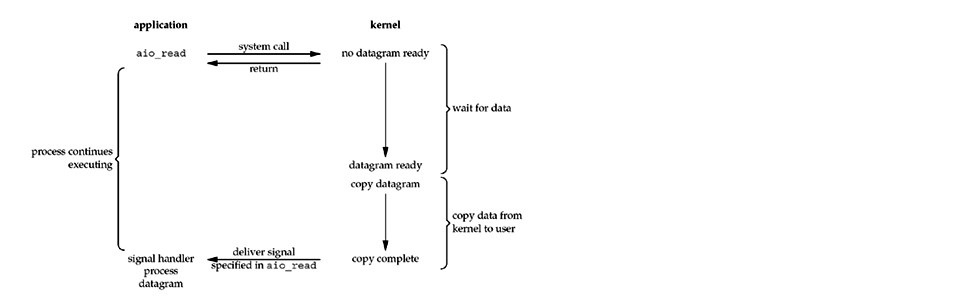 application
kernel
aio_read
system call
no datagram ready
return
wait for data
process continues
executing
datagram ready
copy datagram
copy data from
kernel to user
deliver signal
signal handler
copy complete
specified in aio_read
process
datagram